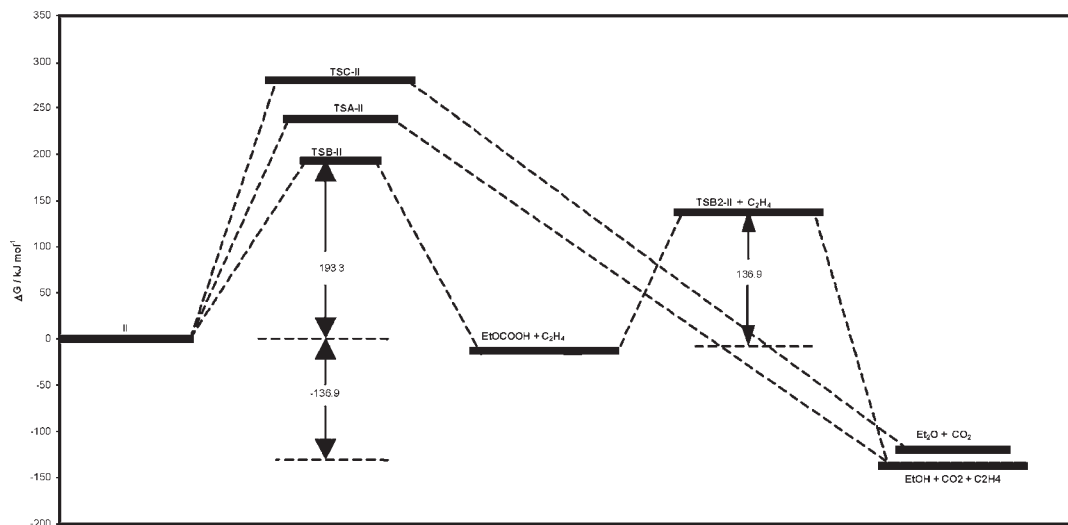 350
300
250
200
150
100
50
0
-50
-100
-150
-200
ΔG / kJ mol⁻¹
TSC-II
TSA-II
TSB-II
TSB2-II + C₂H₄
193.3
136.9
II
EtOCOOH + C₂H₄
-136.9
Et₂O + CO₂
EtOH + CO2 + C2H4